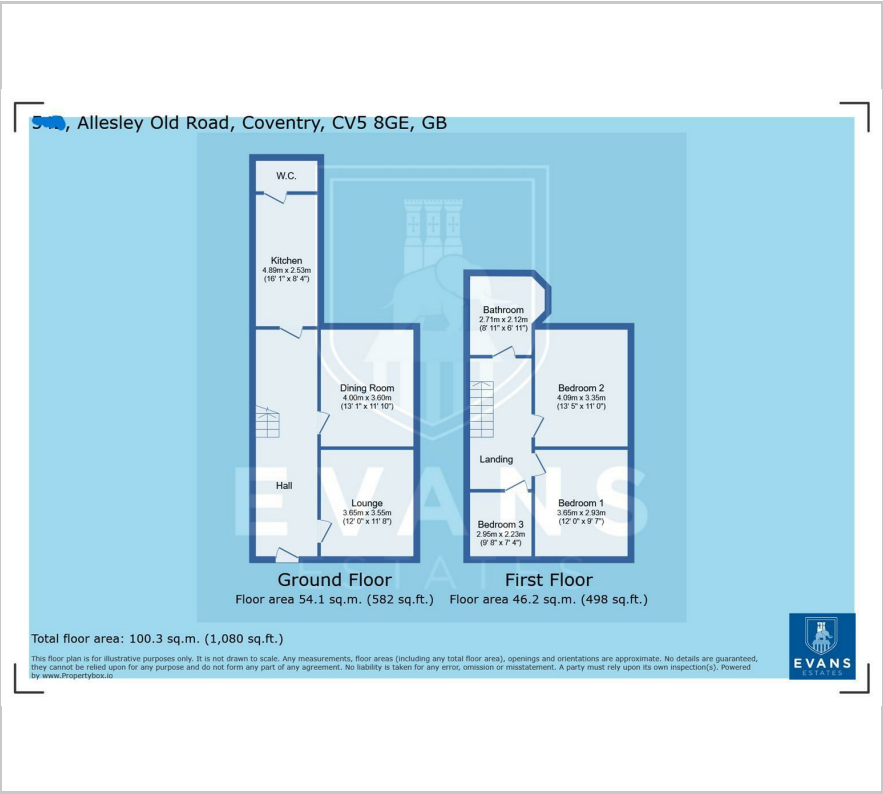 , Allesley Old Road, Coventry, CV5 8GE, GB
W.C.
Kitchen
4.89m x 2.53m
(16' 1" x 8' 4")
Dining Room
4.00m x 3.60m
(13' 1" x 11' 10")
Hall
Lounge
3.65m x 3.55m
(12' 0" x 11' 8")
Ground Floor
Floor area 54.1 sq.m. (582 sq.ft.)
Bathroom
2.71m x 2.12m
(8' 11" x 6' 11")
Bedroom 2
4.09m x 3.35m
(13' 5" x 11' 0")
Landing
Bedroom 1
3.65m x 2.93m
(12' 0" x 9' 7")
Bedroom 3
2.95m x 2.23m
(9' 8" x 7' 4")
First Floor
Floor area 46.2 sq.m. (498 sq.ft.)
EVANS
ESTATES
Total floor area: 100.3 sq.m. (1,080 sq.ft.)
This floor plan is for illustrative purposes only. It is not drawn to scale. Any measurements, floor areas (including any total floor area), openings and orientations are approximate. No details are guaranteed,
they cannot be relied upon for any purpose and do not form any part of any agreement. No liability is taken for any error, omission or misstatement. A party must rely upon its own inspection(s). Powered
by www.Propertybox.io
EVANS
ESTATES